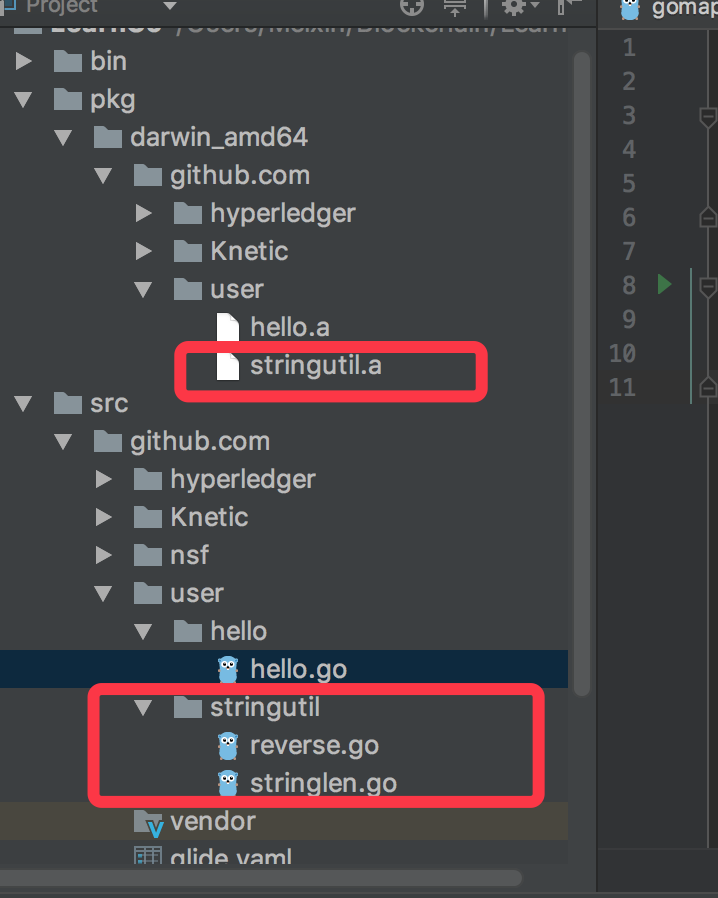 Project
gomap
bin
pkg
darwin_amd64
github.com
hyperledger
Knetic
user
hello.a
stringutil.a
src
github.com
hyperledger
Knetic
nsf
user
hello
hello.go
stringutil
reverse.go
stringlen.go
vendor
glide.yaml
1
2
3
4
5
6
7
8
9
10
11